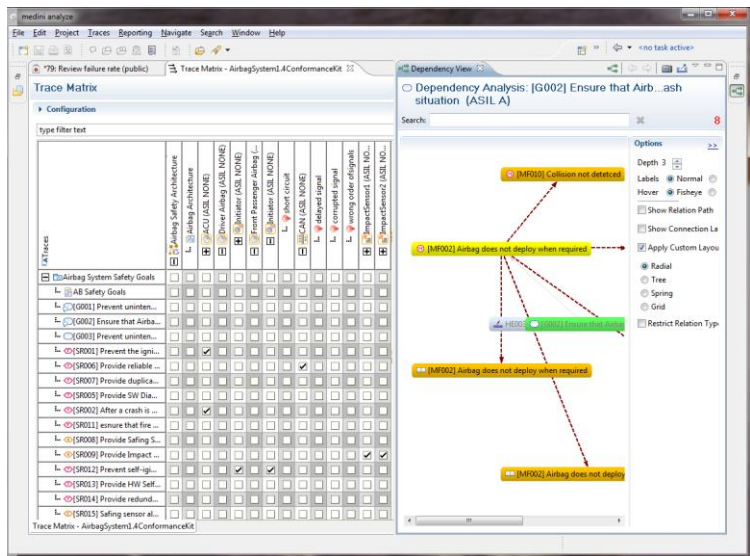 medini analyze
File Edit Project Traces Reporting Navigate Search Window Help
<no task active>
*79: Review failure rate (public)
Trace Matrix - AirbagSystem1.4ConformanceKit
Trace Matrix
Configuration
type filter text
Traces
Airbag Safety Architecture
Airbag Architecture
ACU (ASIL NONE)
Driver Airbag (ASIL NONE)
Initiator (ASIL NONE)
Front Passenger Airbag (...
Initiator (ASIL NONE)
short circuit
CAN (ASIL NONE)
delayed signal
corrupted signal
wrong order ofsignals
ImpactSensor1 (ASIL NO...
ImpactSensor2 (ASIL NO...
Airbag System Safety Goals
AB Safety Goals
[G001] Prevent uninten...
[G002] Ensure that Airba...
[G003] Prevent uninten...
[SR001] Prevent the igni...
[SR006] Provide reliable ...
[SR007] Provide duplica...
[SR005] Provide SW Dia...
[SR002] After a crash is ...
[SR011] esnure that fire ...
[SR008] Provide Safing S...
[SR009] Provide Impact ...
[SR012] Prevent self-igi...
[SR013] Provide HW Self...
[SR014] Provide redund...
[SR015] Safing sensor al...
Trace Matrix - AirbagSystem1.4ConformanceKit
Dependency View
Dependency Analysis: [G002] Ensure that Airb...ash
situation (ASIL A)
Search:
8
[MF010] Collision not detetced
[MF002] Airbag does not deploy when required
HE003
[G002] Ensure that Airba
[MF002] Airbag does not deploy when required
[MF002] Airbag does not deploy
Options >>
Depth 3
Labels Normal
Hover Fisheye
Show Relation Path
Show Connection La
Apply Custom Layou
Radial
Tree
Spring
Grid
Restrict Relation Typ